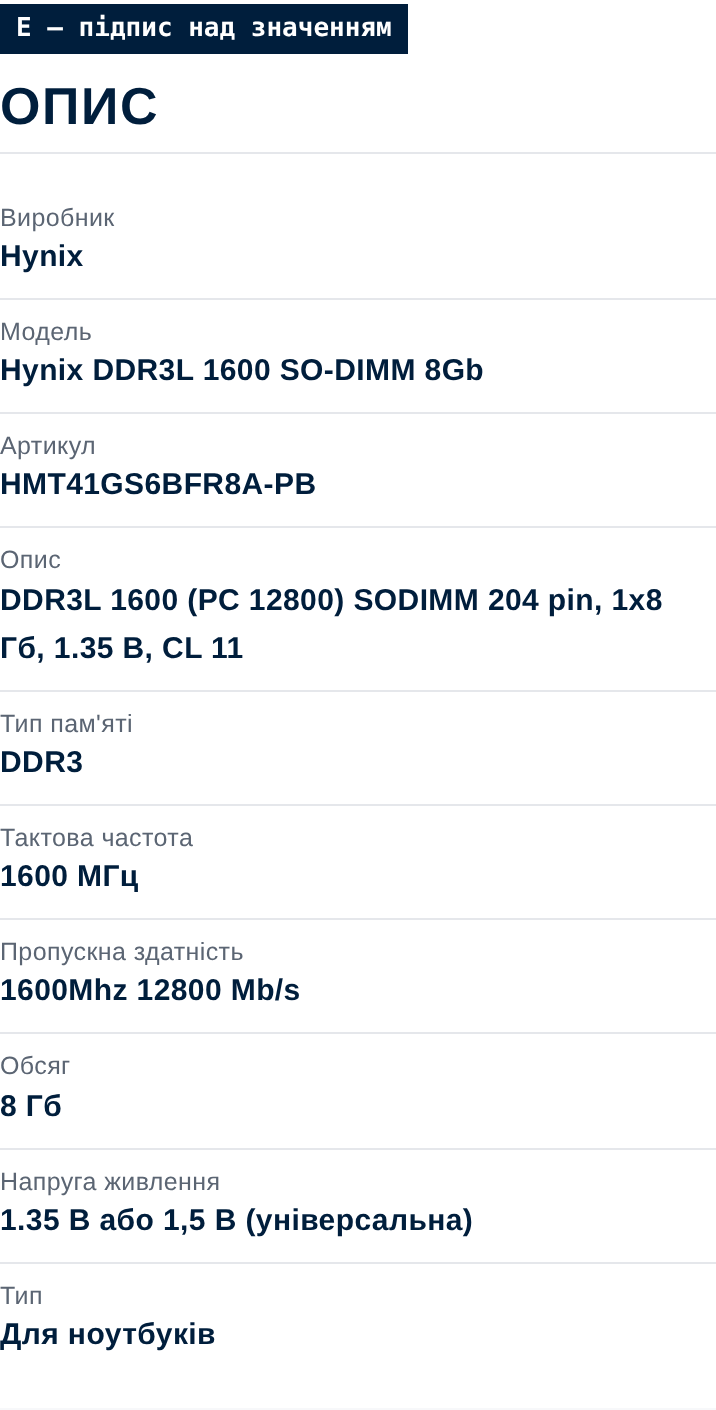 E — підпис над значенням
ОПИС
Виробник
Hynix
Модель
Hynix DDR3L 1600 SO-DIMM 8Gb
Артикул
HMT41GS6BFR8A-PB
Опис
DDR3L 1600 (PC 12800) SODIMM 204 pin, 1x8
Гб, 1.35 В, CL 11
Тип пам'яті
DDR3
Тактова частота
1600 МГц
Пропускна здатність
1600Mhz 12800 Mb/s
Обсяг
8 Гб
Напруга живлення
1.35 В або 1,5 В (універсальна)
Тип
Для ноутбуків